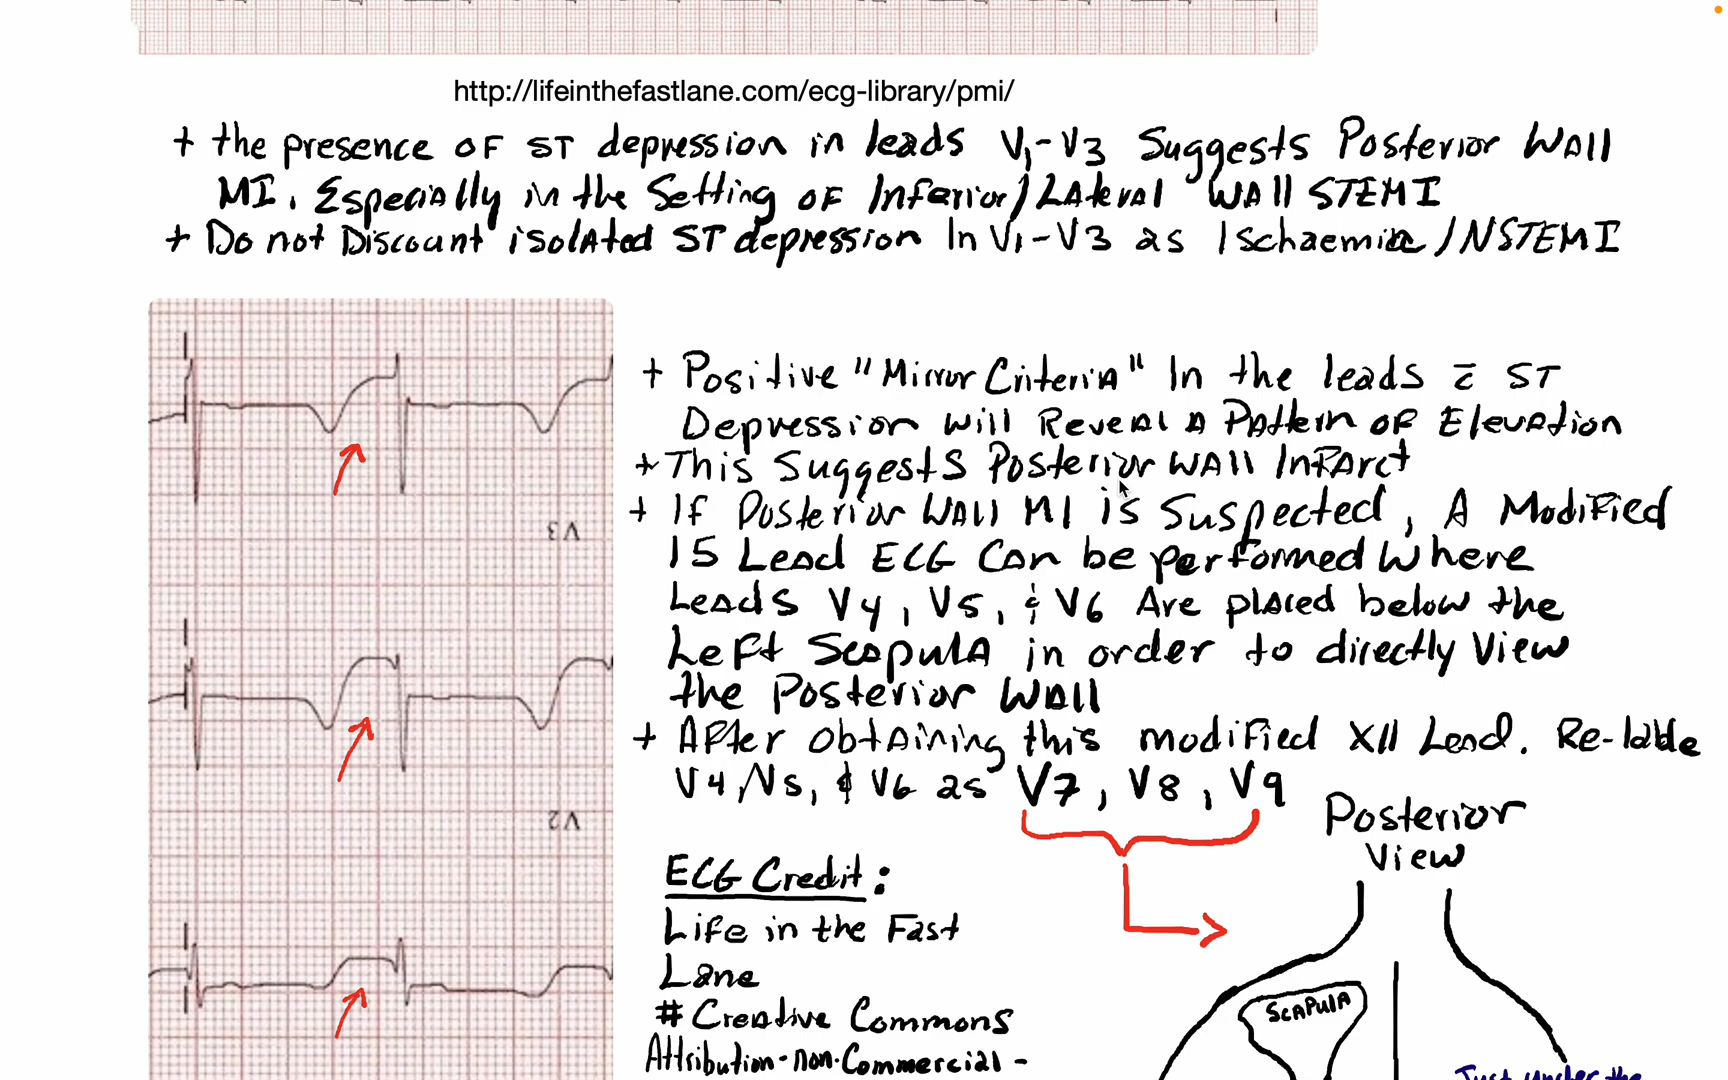 http://lifeinthefastlane.com/ecg-library/pmi/
+ the presence OF ST depression in leads V1-V3 Suggests Posterior WAll
MI. Especially in the Setting OF Inferior/LAteral WAll STEMI
+ Do not Discount isolAted ST depression In V1-V3 as Ischaemia/NSTEMI
+ Positive "Mirror CriteriA" In the leads c̄ ST
Depression will ReveAl A PAttern OF ElevAtion
+ This Suggests Posterior WAll InFArct
+ If Posterior WAll MI is Suspected, A Modified
15 LeAd ECG CAn be performed Where
LeAds V4, V5, & V6 Are plAced below the
LeFt ScapulA in order to directly View
the Posterior WAll
+ AFter obtAining this modified XII LeAd. Re-lable
V4, V5, & V6 as V7, V8, V9
V3
V2
Posterior
View
ECG Credit:
Life in the Fast
Lane
# CreAtive Commons
Attribution-non-Commercial-
ScAPulA
Just under the